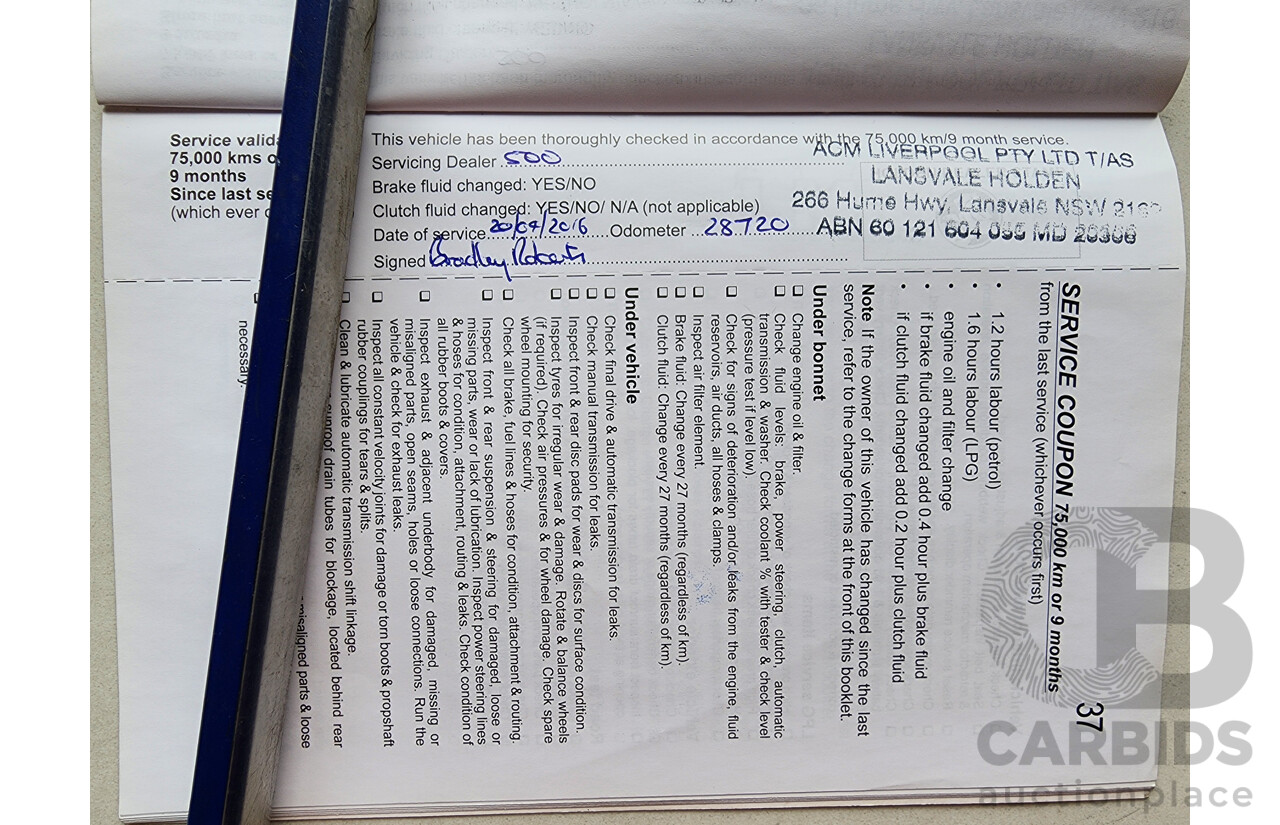 Service valid
75,000 kms o
9 months
Since last se
(which ever o
This vehicle has been thoroughly checked in accordance with the 75,000 km/9 month service.
Servicing Dealer 500
Brake fluid changed: YES/NO
Clutch fluid changed: YES/NO/ N/A (not applicable)
Date of service 20/04/2016 Odometer 28720
Signed Bradley Roberts
ACM LIVERPOOL PTY LTD T/AS
LANSVALE HOLDEN
266 Hume Hwy, Lansvale NSW
ABN 60 121 604 095 MD
37
SERVICE COUPON 75,000 km or 9 months
from the last service (whichever occurs first)
• 1.2 hours labour (petrol)
• 1.6 hours labour (LPG)
• engine oil and filter change
• if brake fluid changed add 0.4 hour plus brake fluid
• if clutch fluid changed add 0.2 hour plus clutch fluid
Note If the owner of this vehicle has changed since the last
service, refer to the change forms at the front of this booklet.
Under bonnet
❑ Change engine oil & filter.
❑ Check fluid levels: brake, power steering, clutch, automatic
transmission & washer. Check coolant % with tester & check level
(pressure test if level low).
❑ Check for signs of deterioration and/or leaks from the engine, fluid
reservoirs, air ducts, all hoses & clamps.
❑ Inspect air filter element.
❑ Brake fluid: Change every 27 months (regardless of km).
❑ Clutch fluid: Change every 27 months (regardless of km).
Under vehicle
❑ Check final drive & automatic transmission for leaks.
❑ Check manual transmission for leaks.
❑ Inspect front & rear disc pads for wear & discs for surface condition.
❑ Inspect tyres for irregular wear & damage. Rotate & balance wheels
(if required). Check air pressures & for wheel damage. Check spare
wheel mounting for security.
❑ Check all brake, fuel lines & hoses for condition, attachment & routing.
❑ Inspect front & rear suspension & steering for damaged, loose or
missing parts, wear or lack of lubrication. Inspect power steering lines
& hoses for condition, attachment, routing & leaks. Check condition of
all rubber boots & covers.
❑ Inspect exhaust & adjacent underbody for damaged, missing or
misaligned parts, open seams, holes or loose connections. Run the
vehicle & check for exhaust leaks.
❑ Inspect all constant velocity joints for damage or torn boots & propshaft
rubber couplings for tears & splits.
❑ Clean & lubricate automatic transmission shift linkage.
sunroof drain tubes for blockage, located behind rear
misaligned parts & loose
necessary.
CB
CARBIDS
auctionplace